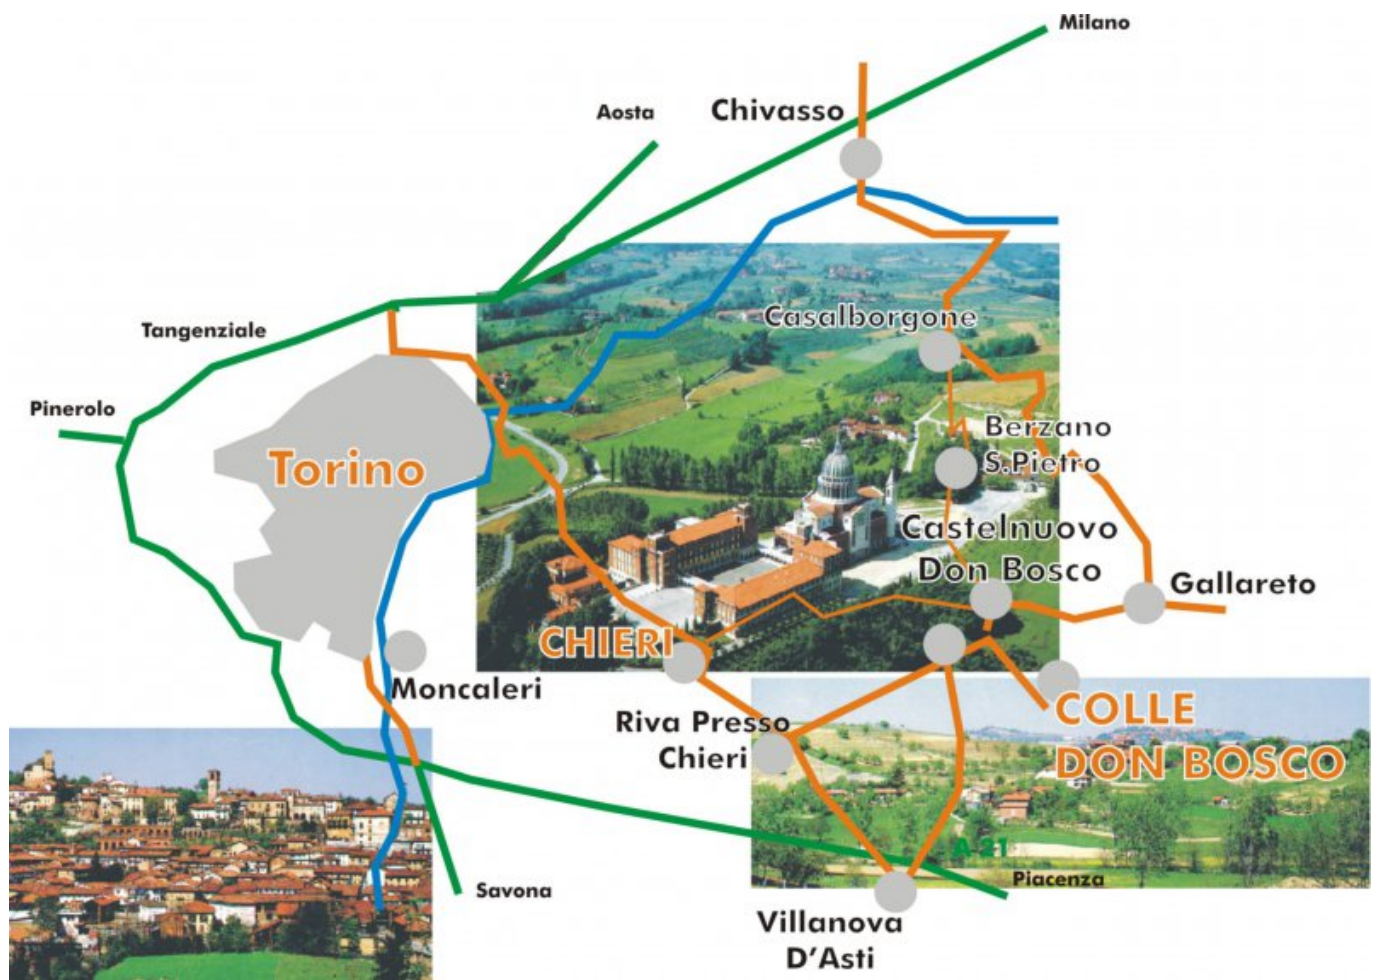 Milano
Aosta
Chivasso
Tangenziale
Casalborgone
Pinerolo
Berzano
S.Pietro
Torino
Castelnuovo
Don Bosco
Gallareto
CHIERI
Moncaleri
Riva Presso
Chieri
COLLE
DON BOSCO
A 21
Savona
Piacenza
Villanova
D'Asti